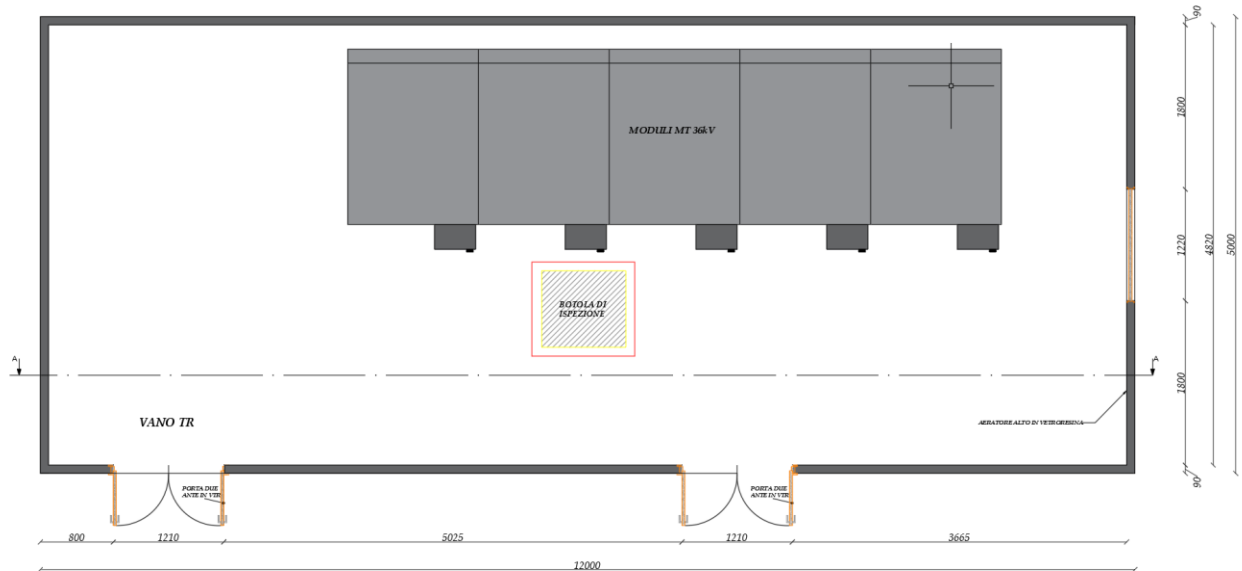 90
1800
MODULI MT 36kV
1220
4820
5000
BOTOLA DI
ISPEZIONE
A
A
1800
VANO TR
AERATORE ALTO IN VETRORESINA
90
PORTA DUE
ANTE IN VTR
PORTA DUE
ANTE IN VTR
800
1210
5025
1210
3665
12000